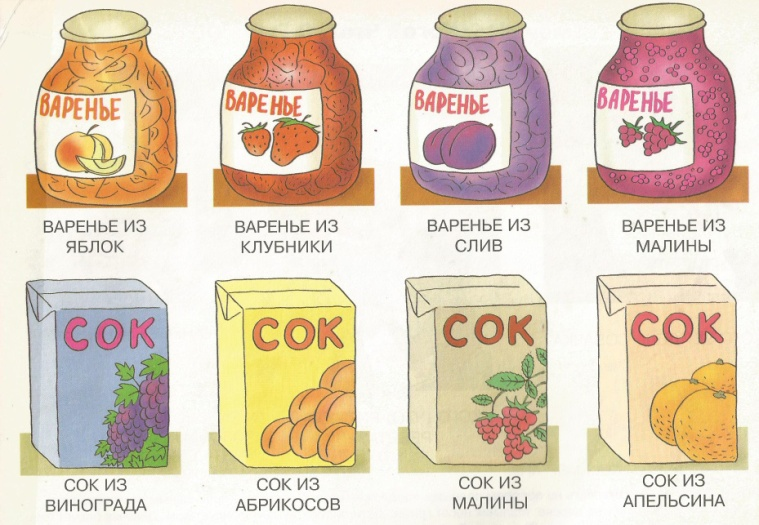 ВАРЕНЬЕ
ВАРЕНЬЕ
ВАРЕНЬЕ
ВАРЕНЬЕ
ВАРЕНЬЕ ИЗ
ЯБЛОК
ВАРЕНЬЕ ИЗ
КЛУБНИКИ
ВАРЕНЬЕ ИЗ
СЛИВ
ВАРЕНЬЕ ИЗ
МАЛИНЫ
СОК
СОК
СОК
СОК
СОК ИЗ
ВИНОГРАДА
СОК ИЗ
АБРИКОСОВ
СОК ИЗ
МАЛИНЫ
СОК ИЗ
АПЕЛЬСИНА